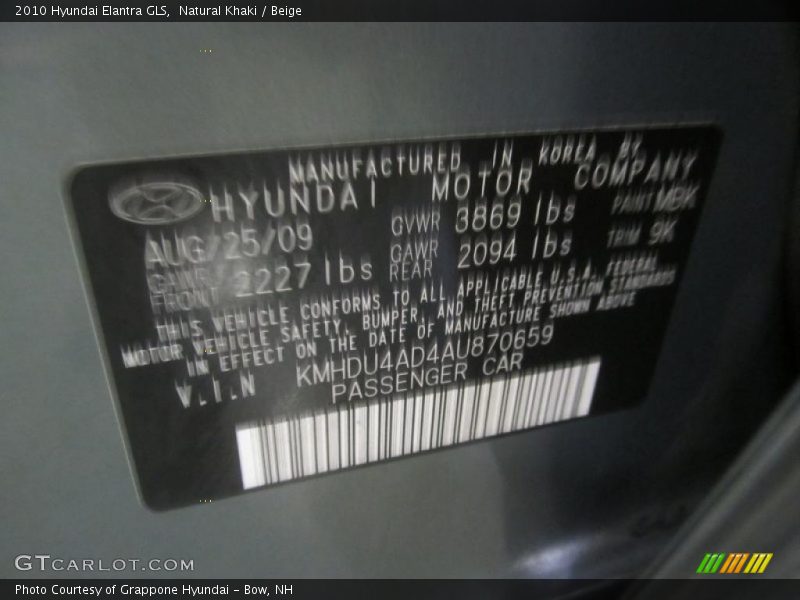 2010 Hyundai Elantra GLS, Natural Khaki / Beige
MANUFACTURED IN KOREA BY
HYUNDAI MOTOR COMPANY
AUG/25/09 GVWR 3869 lbs PAINT M9K
GAWR FRONT 2227 lbs GAWR REAR 2094 lbs TRIM 9K
THIS VEHICLE CONFORMS TO ALL APPLICABLE U.S.A. FEDERAL
MOTOR VEHICLE SAFETY, BUMPER, AND THEFT PREVENTION STANDARDS
IN EFFECT ON THE DATE OF MANUFACTURE SHOWN ABOVE
V.I.N KMHDU4AD4AU870659
PASSENGER CAR
GTCARLOT.COM
Photo Courtesy of Grappone Hyundai - Bow, NH